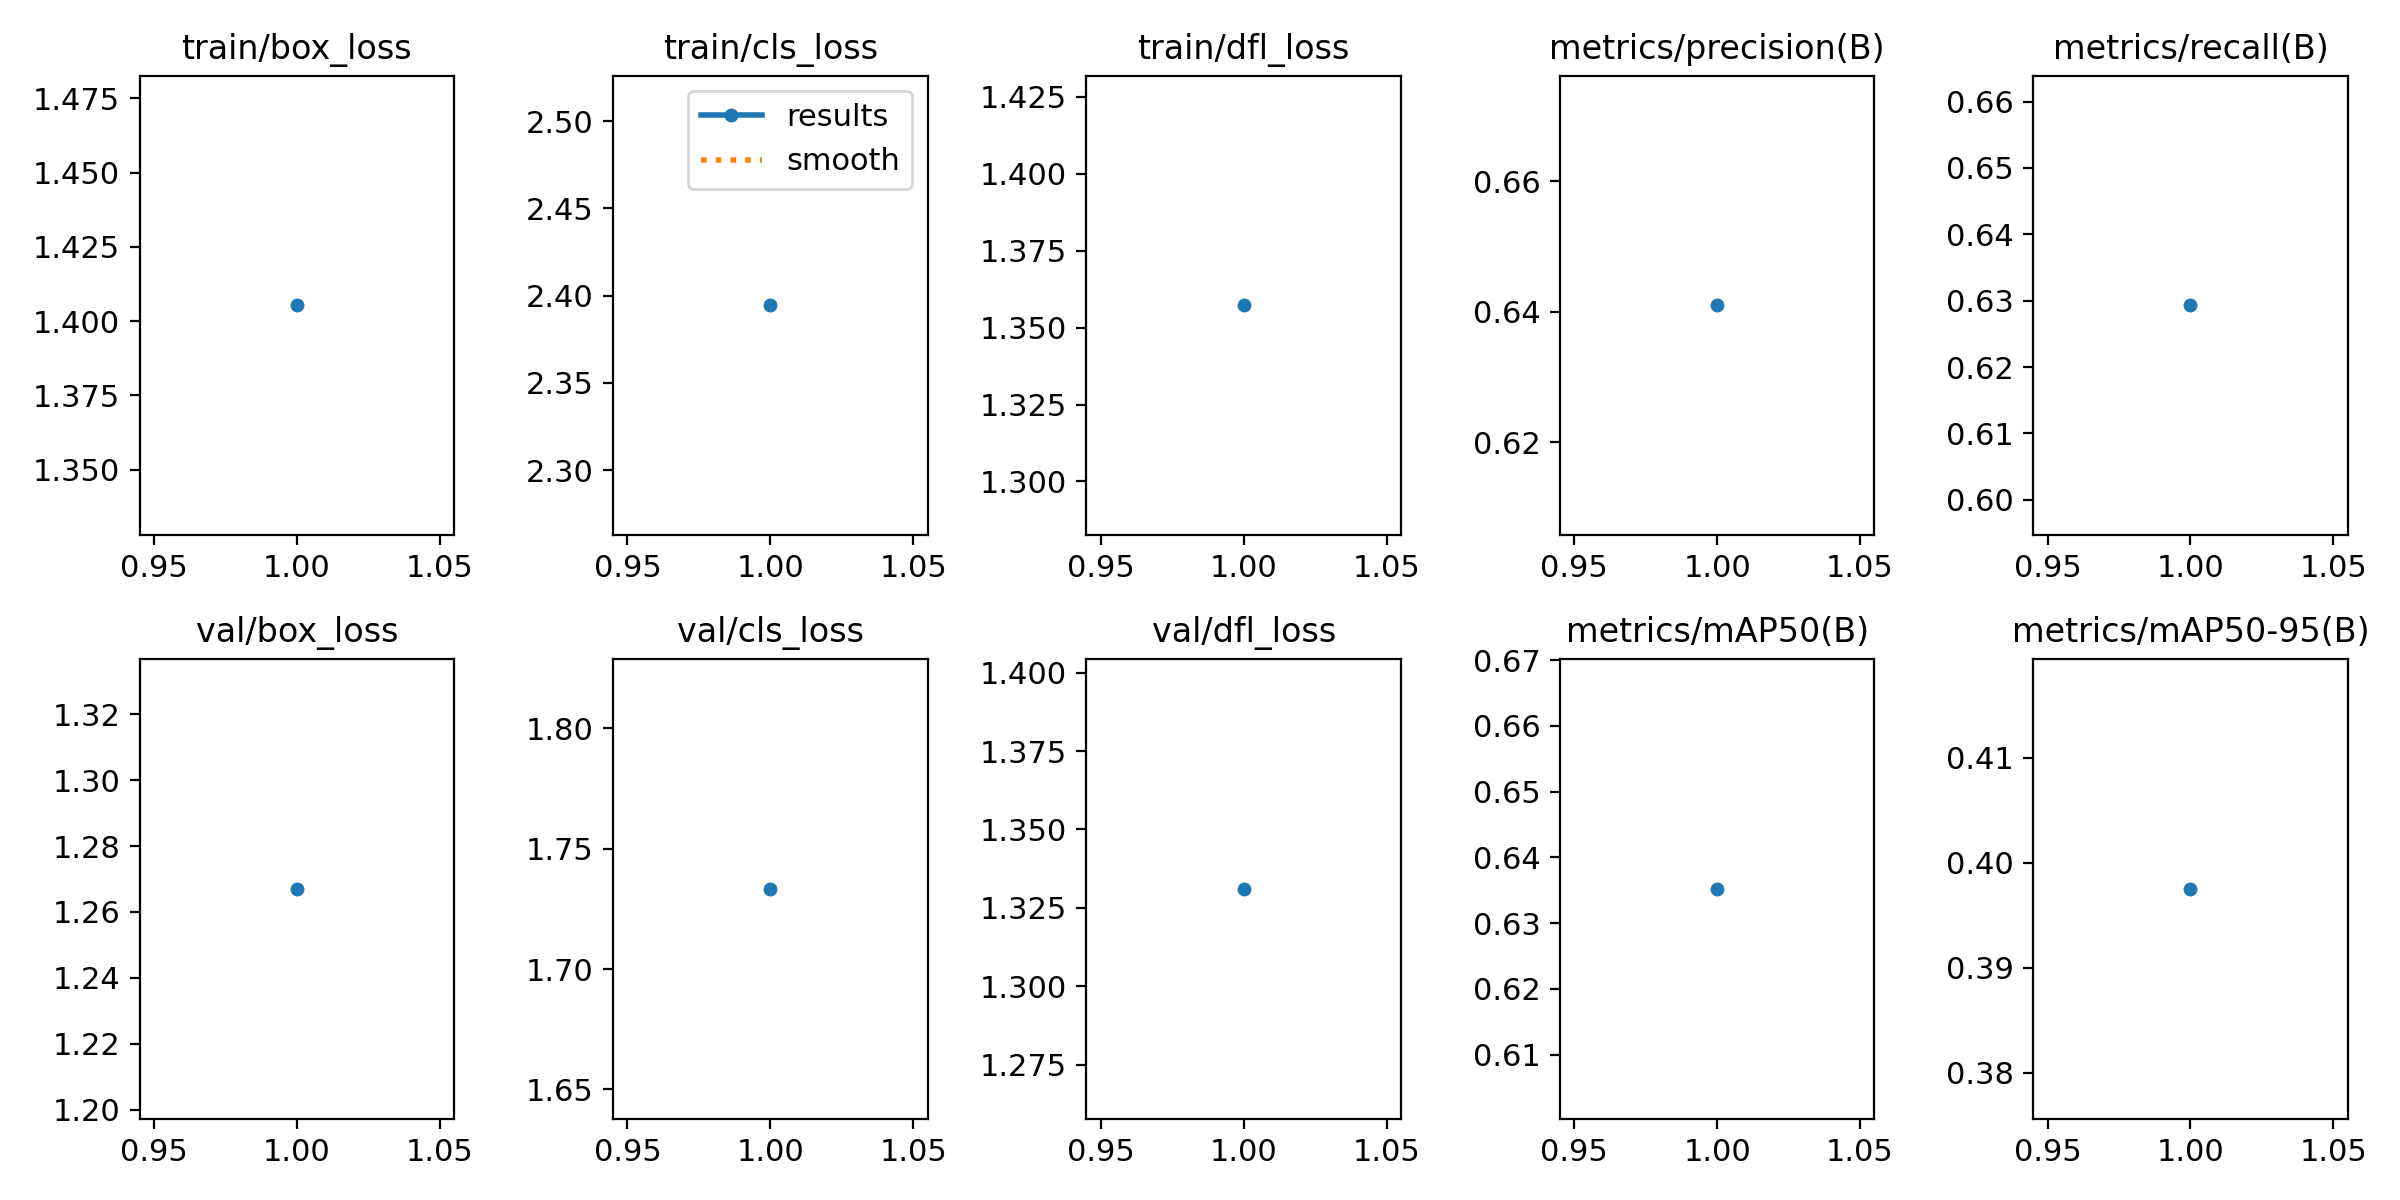 train/box_loss
1.475
1.450
1.425
1.400
1.375
1.350
0.95 1.00 1.05
train/cls_loss
results
smooth
2.50
2.45
2.40
2.35
2.30
0.95 1.00 1.05
train/dfl_loss
1.425
1.400
1.375
1.350
1.325
1.300
0.95 1.00 1.05
metrics/precision(B)
0.66
0.64
0.62
0.95 1.00 1.05
metrics/recall(B)
0.66
0.65
0.64
0.63
0.62
0.61
0.60
0.95 1.00 1.05
val/box_loss
1.32
1.30
1.28
1.26
1.24
1.22
1.20
0.95 1.00 1.05
val/cls_loss
1.80
1.75
1.70
1.65
0.95 1.00 1.05
val/dfl_loss
1.400
1.375
1.350
1.325
1.300
1.275
0.95 1.00 1.05
metrics/mAP50(B)
0.67
0.66
0.65
0.64
0.63
0.62
0.61
0.95 1.00 1.05
metrics/mAP50-95(B)
0.41
0.40
0.39
0.38
0.95 1.00 1.05